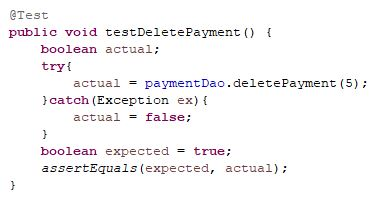 @Test
public void testDeletePayment() {
    boolean actual;
    try{
        actual = paymentDao.deletePayment(5);
    }catch(Exception ex){
        actual = false;
    }
    boolean expected = true;
    assertEquals(expected, actual);
}